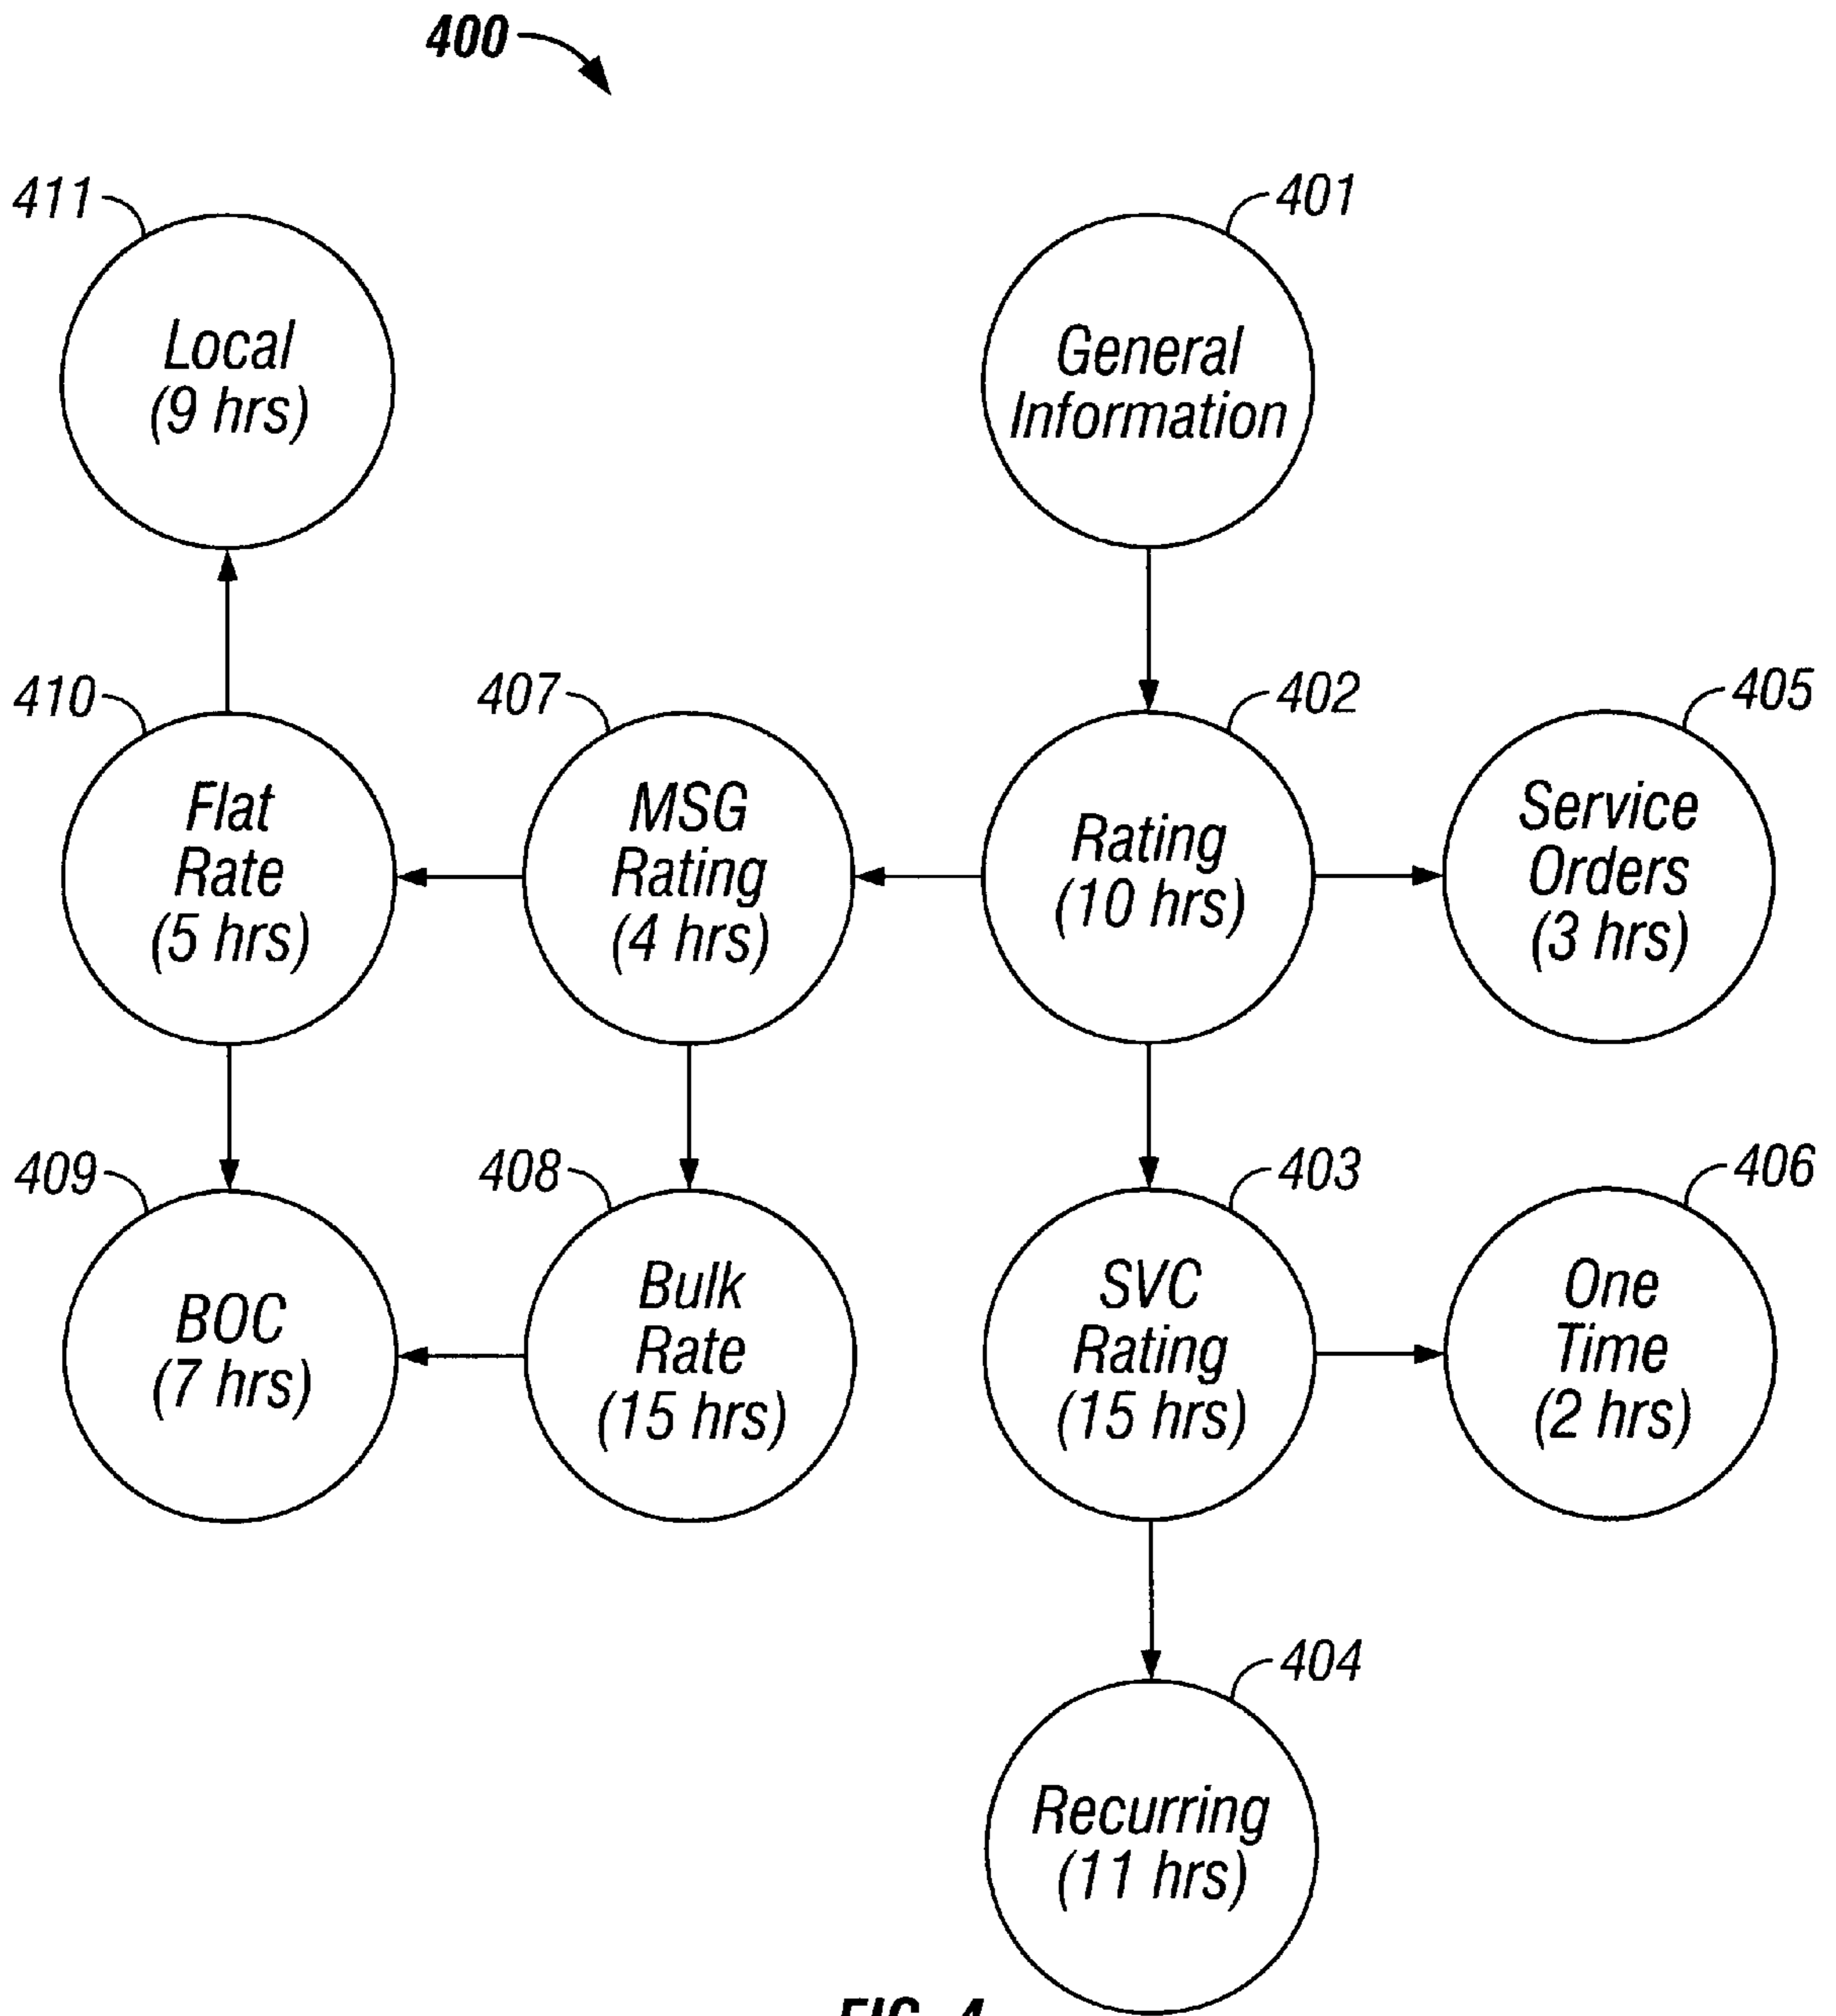 400
411
401
Local
(9 hrs)
General
Information
410
407
402
405
Flat
Rate
(5 hrs)
MSG
Rating
(4 hrs)
Rating
(10 hrs)
Service
Orders
(3 hrs)
409
408
403
406
BOC
(7 hrs)
Bulk
Rate
(15 hrs)
SVC
Rating
(15 hrs)
One
Time
(2 hrs)
404
Recurring
(11 hrs)
FIG. 4